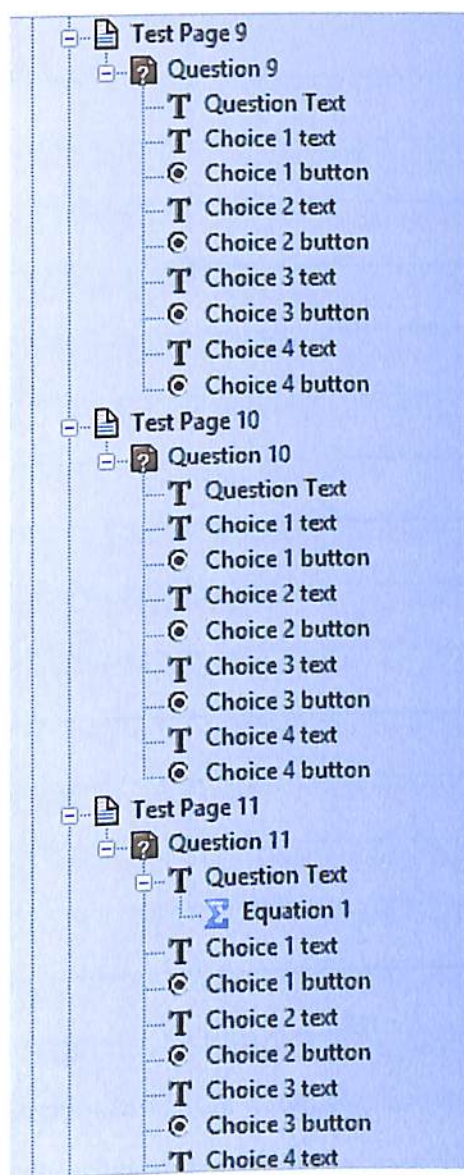 Test Page 9
Question 9
Question Text
Choice 1 text
Choice 1 button
Choice 2 text
Choice 2 button
Choice 3 text
Choice 3 button
Choice 4 text
Choice 4 button
Test Page 10
Question 10
Question Text
Choice 1 text
Choice 1 button
Choice 2 text
Choice 2 button
Choice 3 text
Choice 3 button
Choice 4 text
Choice 4 button
Test Page 11
Question 11
Question Text
Equation 1
Choice 1 text
Choice 1 button
Choice 2 text
Choice 2 button
Choice 3 text
Choice 3 button
Choice 4 text